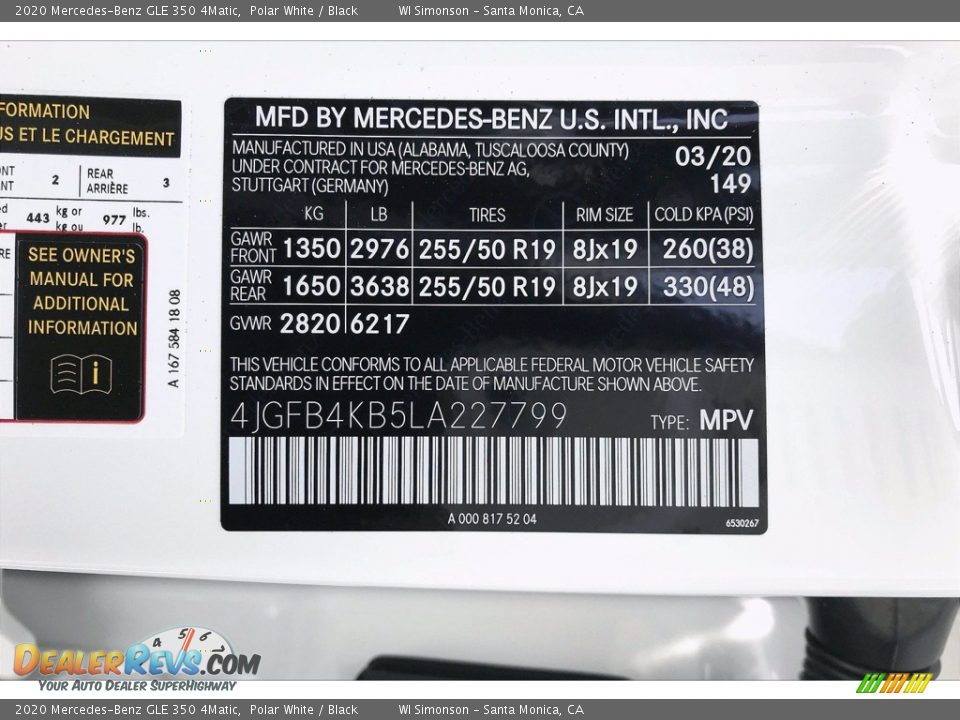 2020 Mercedes-Benz GLE 350 4Matic, Polar White / Black WI Simonson - Santa Monica, CA
FORMATION
US ET LE CHARGEMENT
2 REAR ARRIÈRE 3
443 kg or kg ou 977 lbs. lb.
SEE OWNER'S
MANUAL FOR
ADDITIONAL
INFORMATION
i
A 167 584 18 08
MFD BY MERCEDES-BENZ U.S. INTL., INC
MANUFACTURED IN USA (ALABAMA, TUSCALOOSA COUNTY) 03/20
UNDER CONTRACT FOR MERCEDES-BENZ AG,
STUTTGART (GERMANY) 149
KG LB TIRES RIM SIZE COLD KPA (PSI)
GAWR FRONT 1350 2976 255/50 R19 8Jx19 260(38)
GAWR REAR 1650 3638 255/50 R19 8Jx19 330(48)
GVWR 2820 6217
THIS VEHICLE CONFORMS TO ALL APPLICABLE FEDERAL MOTOR VEHICLE SAFETY
STANDARDS IN EFFECT ON THE DATE OF MANUFACTURE SHOWN ABOVE.
4JGFB4KB5LA227799 TYPE: MPV
A 000 817 52 04 6530267
4 5 6
DEALERREVS.COM
YOUR AUTO DEALER SUPERHIGHWAY
2020 Mercedes-Benz GLE 350 4Matic, Polar White / Black WI Simonson - Santa Monica, CA